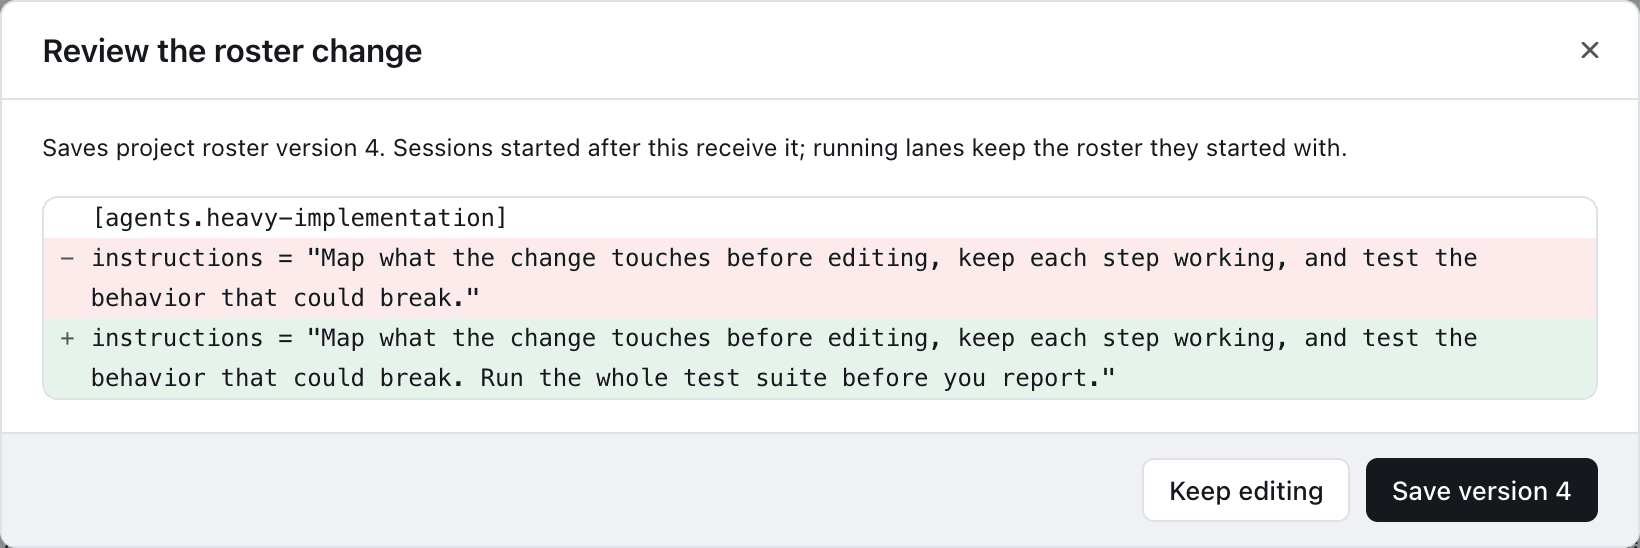 Review the roster change
×
Saves project roster version 4. Sessions started after this receive it; running lanes keep the roster they started with.
[agents.heavy-implementation]
− instructions = "Map what the change touches before editing, keep each step working, and test the
behavior that could break."
+ instructions = "Map what the change touches before editing, keep each step working, and test the
behavior that could break. Run the whole test suite before you report."
Keep editing
Save version 4